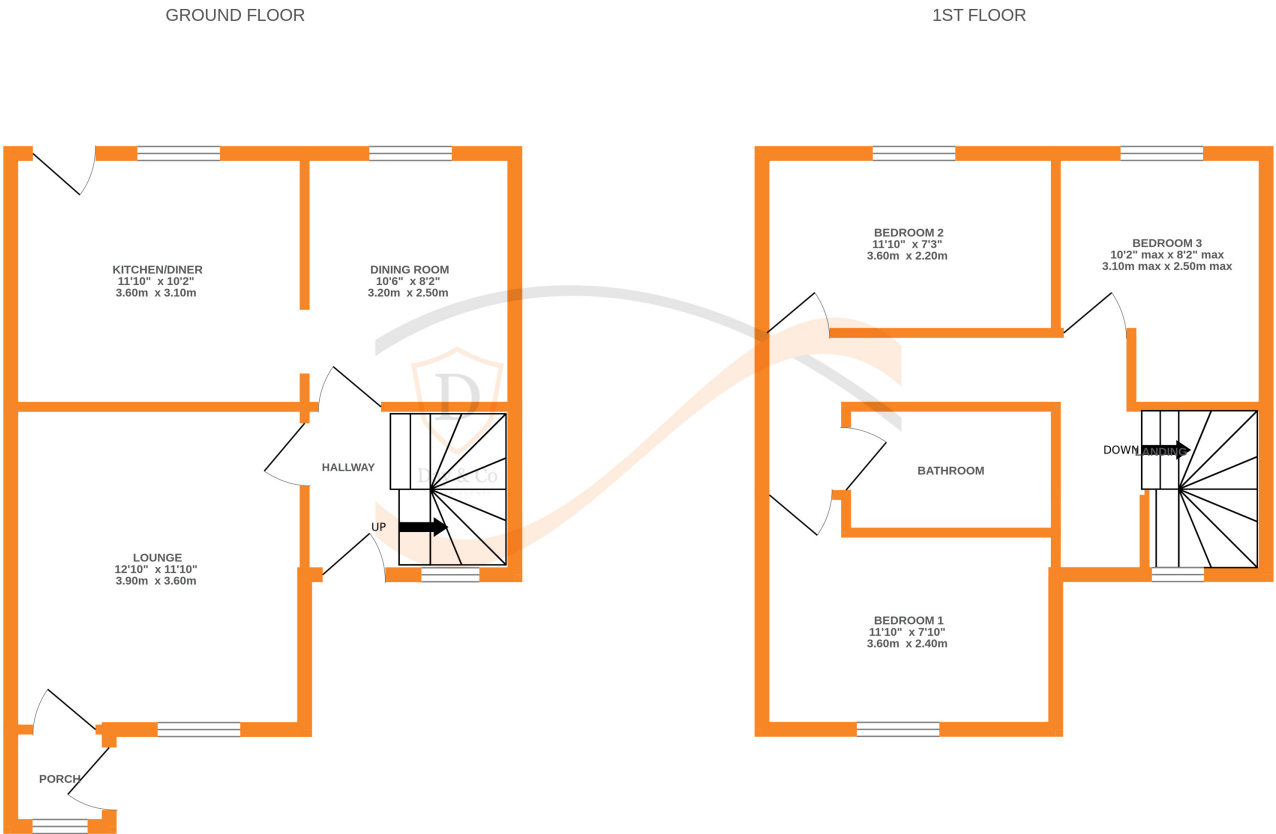 GROUND FLOOR
1ST FLOOR
KITCHEN/DINER
11'10" x 10'2"
3.60m x 3.10m
DINING ROOM
10'6" x 8'2"
3.20m x 2.50m
HALLWAY
UP
LOUNGE
12'10" x 11'10"
3.90m x 3.60m
PORCH
BEDROOM 2
11'10" x 7'3"
3.60m x 2.20m
BEDROOM 3
10'2" max x 8'2" max
3.10m max x 2.50m max
DOWN
LANDING
BATHROOM
BEDROOM 1
11'10" x 7'10"
3.60m x 2.40m
D
& Co